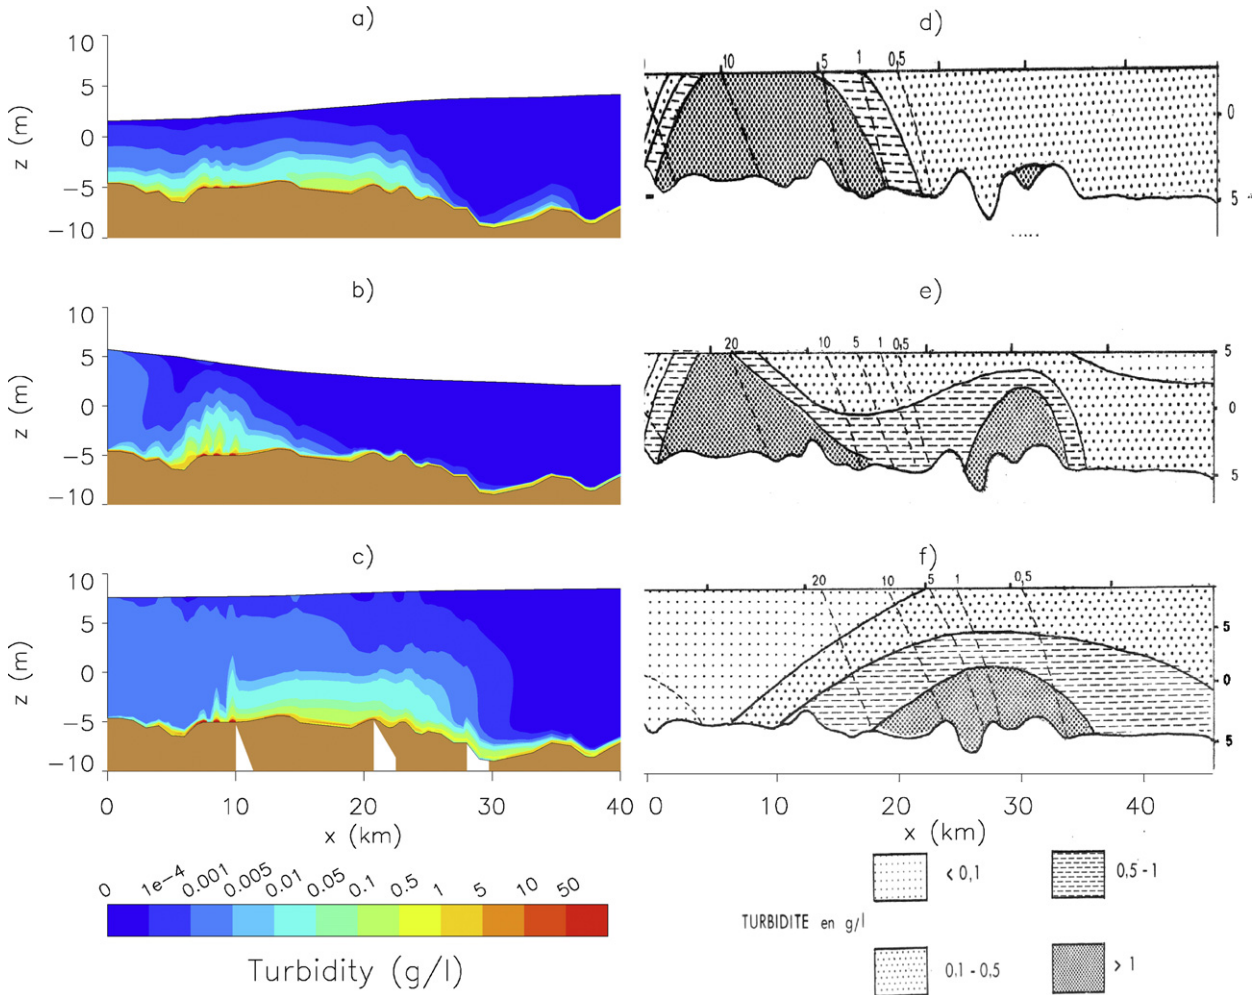 a)
10
5
0
−5
−10
z (m)
b)
10
5
0
−5
−10
z (m)
c)
10
5
0
−5
−10
z (m)
0 10 20 30 40
x (km)
0 1e−4 0.001 0.005 0.01 0.05 0.1 0.5 1 5 10 50
Turbidity (g/l)
d)
10 5 1 0,5
0
5
e)
20 10 5 1 0,5
5
0
5
f)
20 10 5 1 0,5
5
0
5
0 10 20 30 40
x (km)
< 0,1 0,5 - 1
TURBIDITE en g/l
0,1 - 0,5 > 1